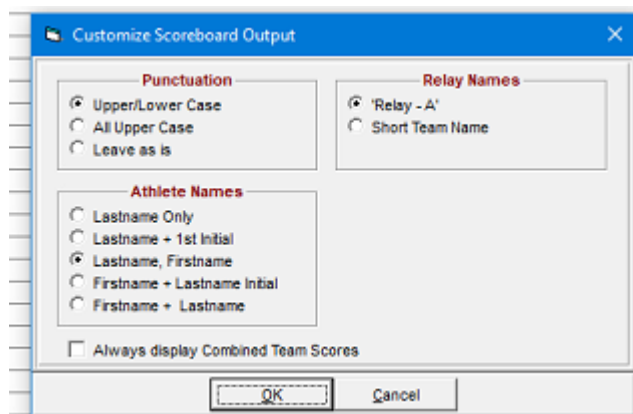 Customize Scoreboard Output
Punctuation
Upper/Lower Case
All Upper Case
Leave as is
Relay Names
'Relay - A'
Short Team Name
Athlete Names
Lastname Only
Lastname + 1st Initial
Lastname, Firstname
Firstname + Lastname Initial
Firstname + Lastname
Always display Combined Team Scores
OK
Cancel